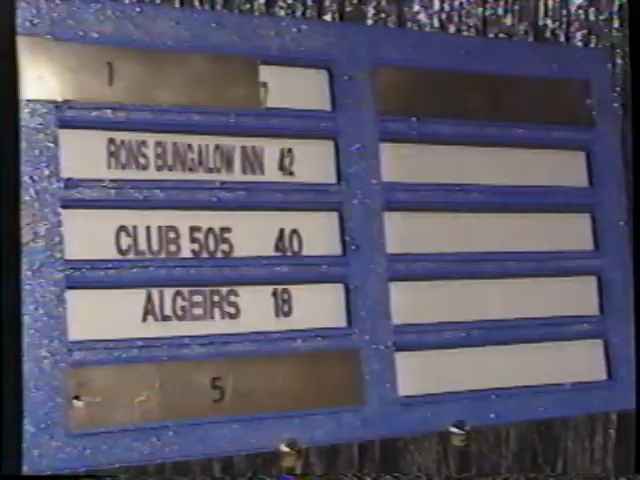 1
RONS BUNGALOW INN 42
CLUB 505 40
ALGEIRS 18
5